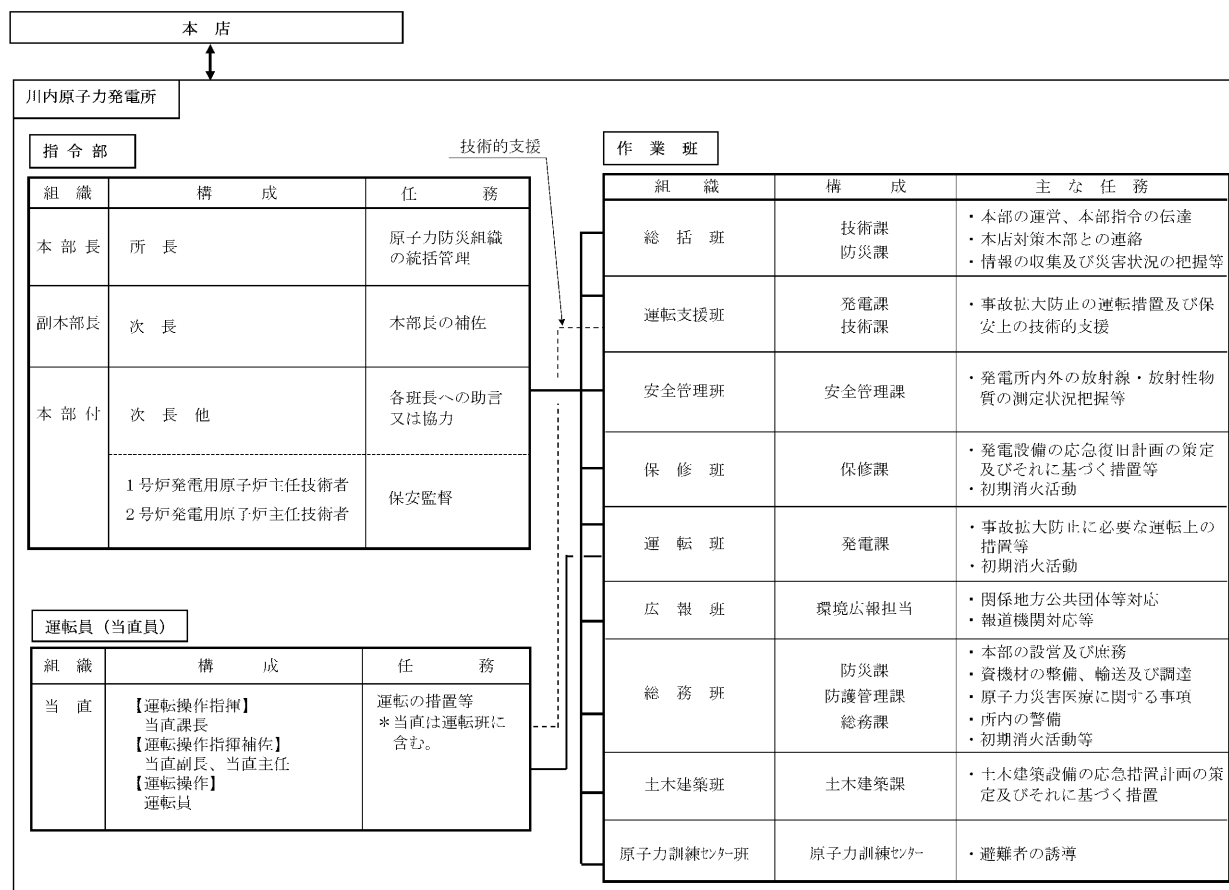 本店
川内原子力発電所
指令部
技術的支援
組織 構成 任務
本部長 所長 原子力防災組織
の統括管理
副本部長 次長 本部長の補佐
本部付 次長他 各班長への助言
又は協力
1号炉発電用原子炉主任技術者
2号炉発電用原子炉主任技術者
保安監督
運転員(当直員)
組織 構成 任務
当直
【運転操作指揮】
当直課長
【運転操作指揮補佐】
当直副長、当直主任
【運転操作】
運転員
運転の措置等
*当直は運転班に
含む。
作業班
組織 構成 主な任務
総括班
技術課
防災課
・本部の運営、本部指令の伝達
・本店対策本部との連絡
・情報の収集及び災害状況の把握等
運転支援班
発電課
技術課
・事故拡大防止の運転措置及び保
安上の技術的支援
安全管理班 安全管理課
・発電所内外の放射線・放射性物
質の測定状況把握等
保修班 保修課
・発電設備の応急復旧計画の策定
及びそれに基づく措置等
・初期消火活動
運転班 発電課
・事故拡大防止に必要な運転上の
措置等
・初期消火活動
広報班 環境広報担当
・関係地方公共団体等対応
・報道機関対応等
総務班
防災課
防護管理課
総務課
・本部の設営及び庶務
・資機材の整備、輸送及び調達
・原子力災害医療に関する事項
・所内の警備
・初期消火活動等
土木建築班 土木建築課
・土木建築設備の応急措置計画の策
定及びそれに基づく措置
原子力訓練センター班 原子力訓練センター ・避難者の誘導